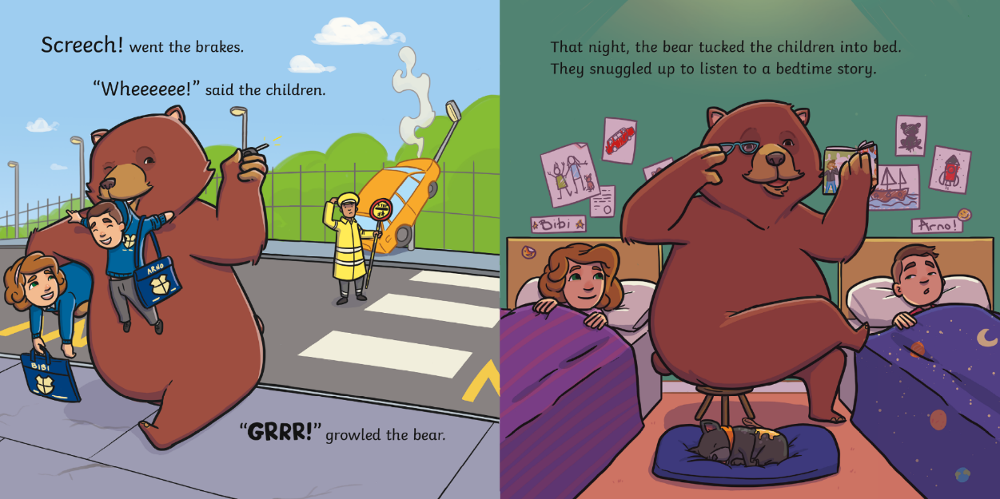 Screech! went the brakes.
“Wheeeeee!” said the children.
ARNO
BIBI
“GRRR!” growled the bear.
That night, the bear tucked the children into bed.
They snuggled up to listen to a bedtime story.
Bibi
Arno!